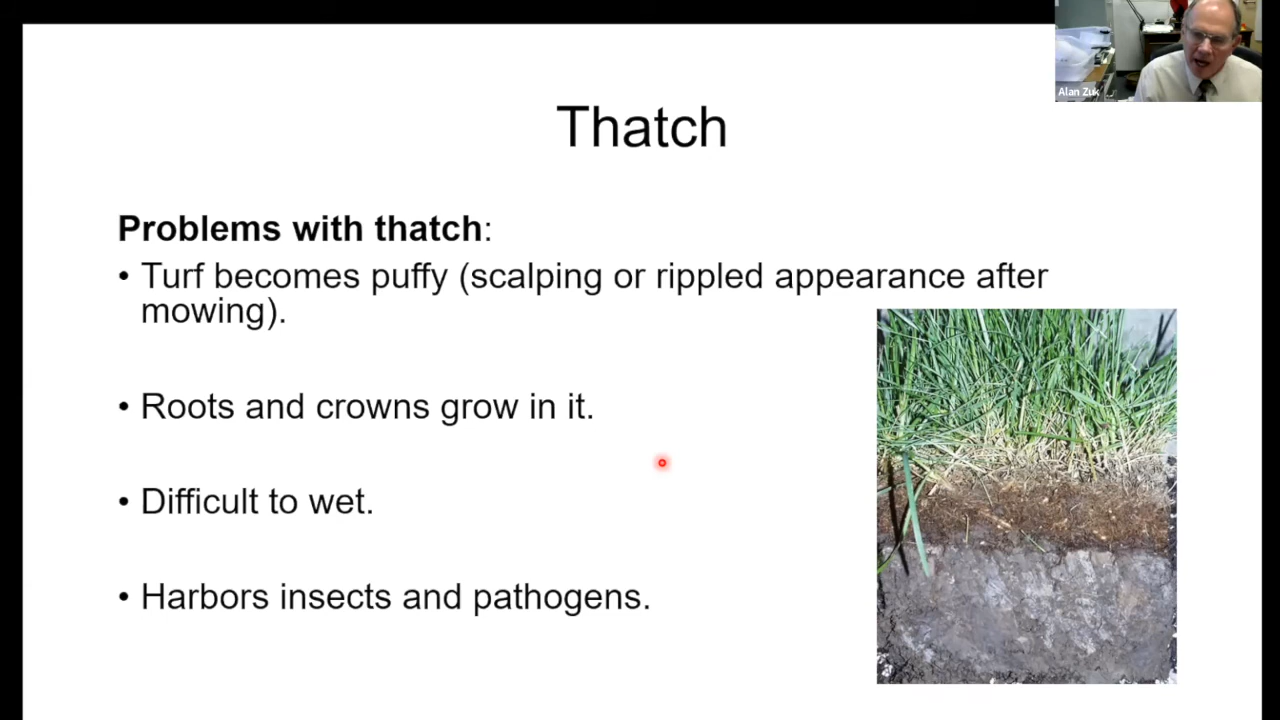 Alan Zuk
Thatch
Problems with thatch:
• Turf becomes puffy (scalping or rippled appearance after
mowing).
• Roots and crowns grow in it.
• Difficult to wet.
• Harbors insects and pathogens.